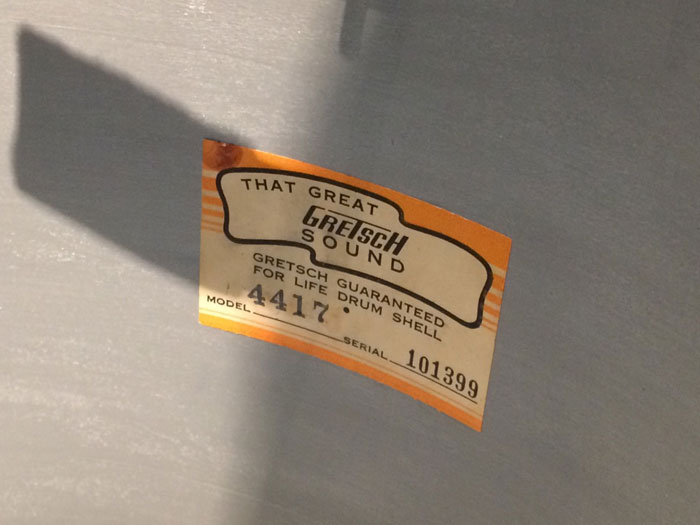 THAT GREAT
GRETSCH
SOUND
GRETSCH GUARANTEED
FOR LIFE DRUM SHELL
MODEL 4417
SERIAL 101399